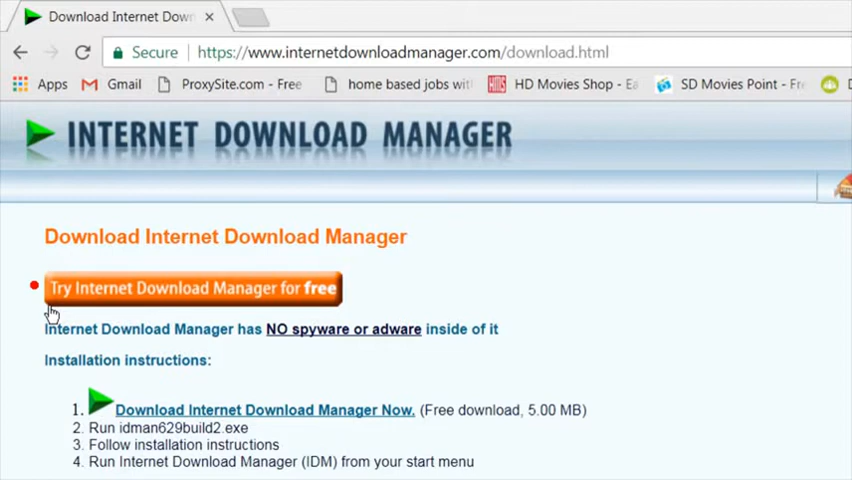 Internet Download Dow
Secure https://www.internetdownloadmanager.com/download.html
Apps Gmail ProxySite.com - Free home based jobs wit HMS HD Movies Shop - Ea SD Movies Point - Fre
INTERNET DOWNLOAD MANAGER
Download Internet Download Manager
Try Internet Download Manager for free
Internet Download Manager has NO spyware or adware inside of it
Installation instructions:
1. Download Internet Download Manager Now. (Free download, 5.00 MB)
2. Run idman629build2.exe
3. Follow installation instructions
4. Run Internet Download Manager (IDM) from your start menu